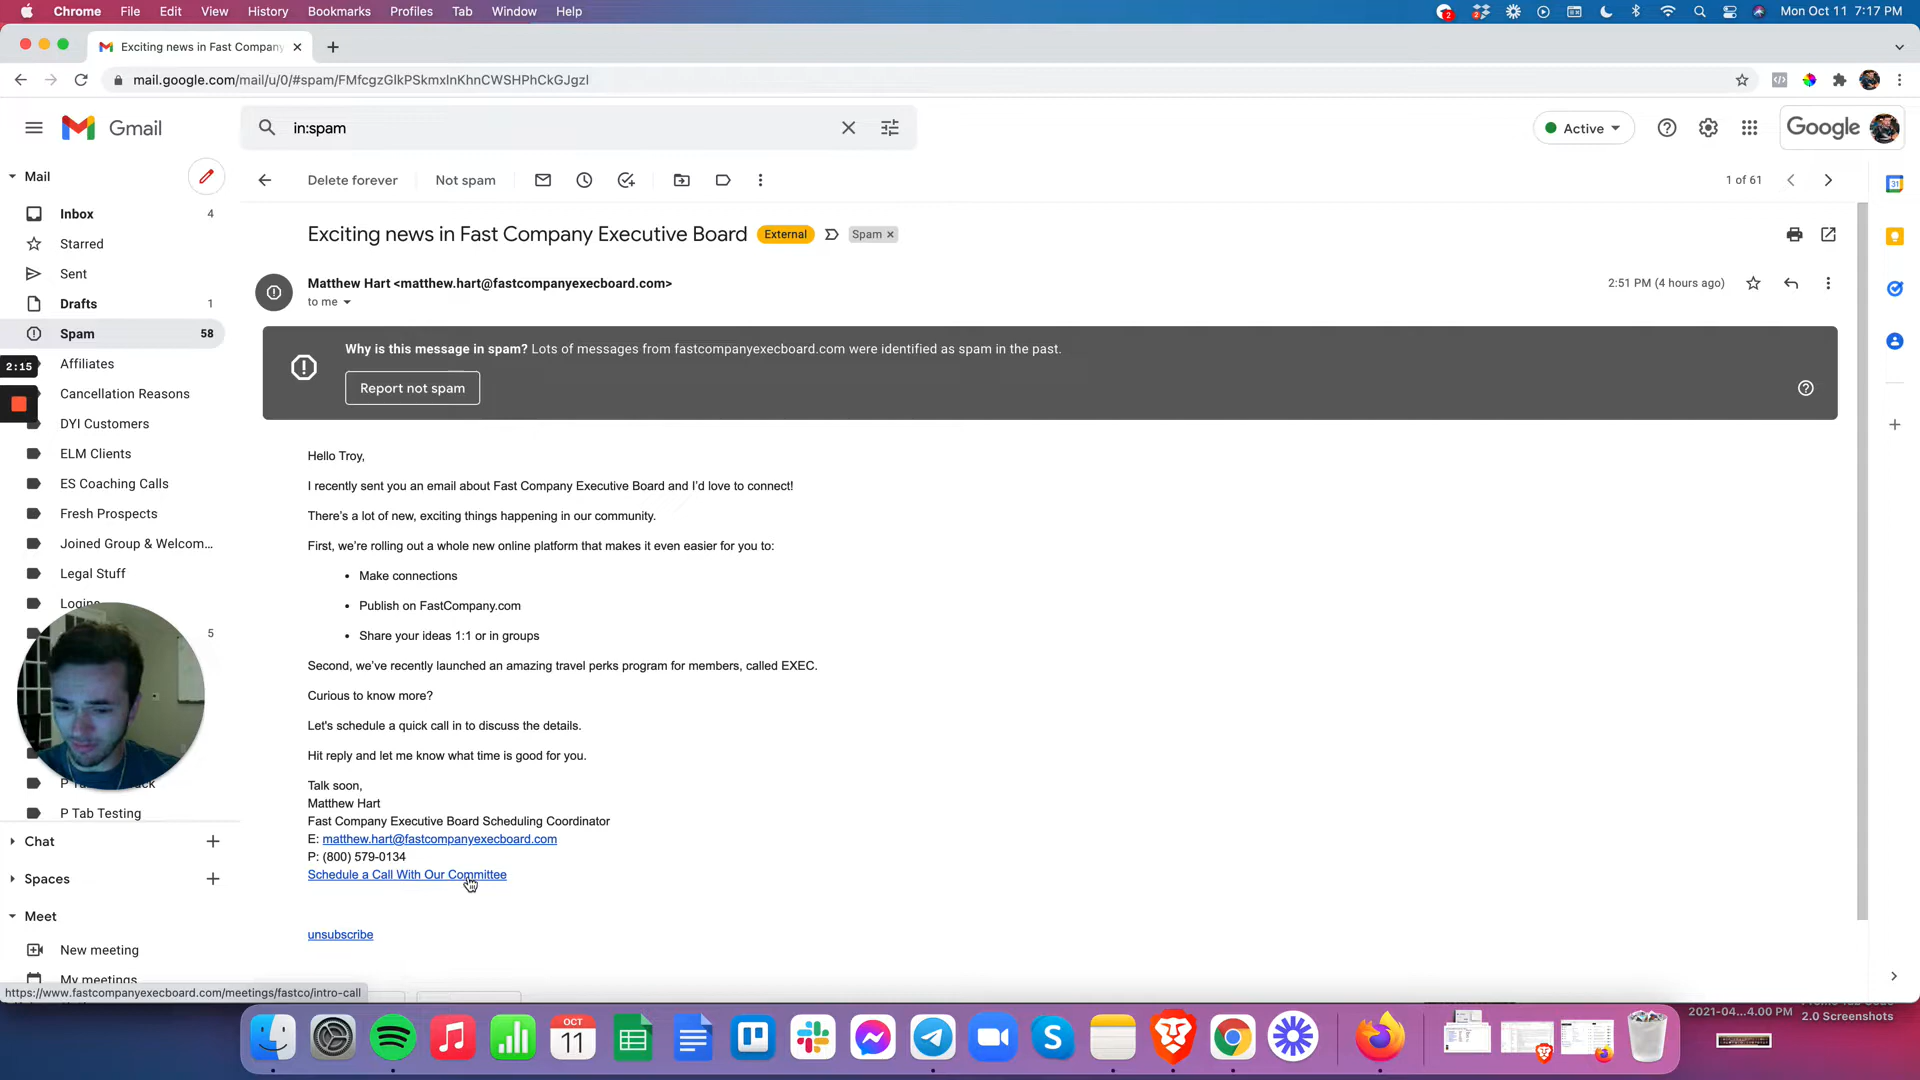 Chrome File Edit View History Bookmarks Profiles Tab Window Help
2
2
Mon Oct 11 7:17 PM
Exciting news in Fast Company
mail.google.com/mail/u/0/#spam/FMfcgzGlkPSkmxlnKhnCWSHPhCkGJgzl
Gmail
in:spam
Active
Google
Mail
Delete forever
Not spam
1 of 61
31
Inbox 4
Starred
Sent
Drafts 1
Spam 58
2:15
Affiliates
Cancellation Reasons
DYI Customers
ELM Clients
ES Coaching Calls
Fresh Prospects
Joined Group & Welcom...
Legal Stuff
Logins
5
P Tab Testing
Chat
Spaces
Meet
New meeting
My meetings
Exciting news in Fast Company Executive Board External Spam
Matthew Hart <matthew.hart@fastcompanyexecboard.com>
2:51 PM (4 hours ago)
to me
Why is this message in spam? Lots of messages from fastcompanyexecboard.com were identified as spam in the past.
Report not spam
Hello Troy,
I recently sent you an email about Fast Company Executive Board and I'd love to connect!
There's a lot of new, exciting things happening in our community.
First, we're rolling out a whole new online platform that makes it even easier for you to:
• Make connections
• Publish on FastCompany.com
• Share your ideas 1:1 or in groups
Second, we've recently launched an amazing travel perks program for members, called EXEC.
Curious to know more?
Let's schedule a quick call in to discuss the details.
Hit reply and let me know what time is good for you.
Talk soon,
Matthew Hart
Fast Company Executive Board Scheduling Coordinator
E: matthew.hart@fastcompanyexecboard.com
P: (800) 579-0134
Schedule a Call With Our Committee
unsubscribe
https://www.fastcompanyexecboard.com/meetings/fastco/intro-call
OCT
11
2021-04...4.00 PM
2.0 Screenshots